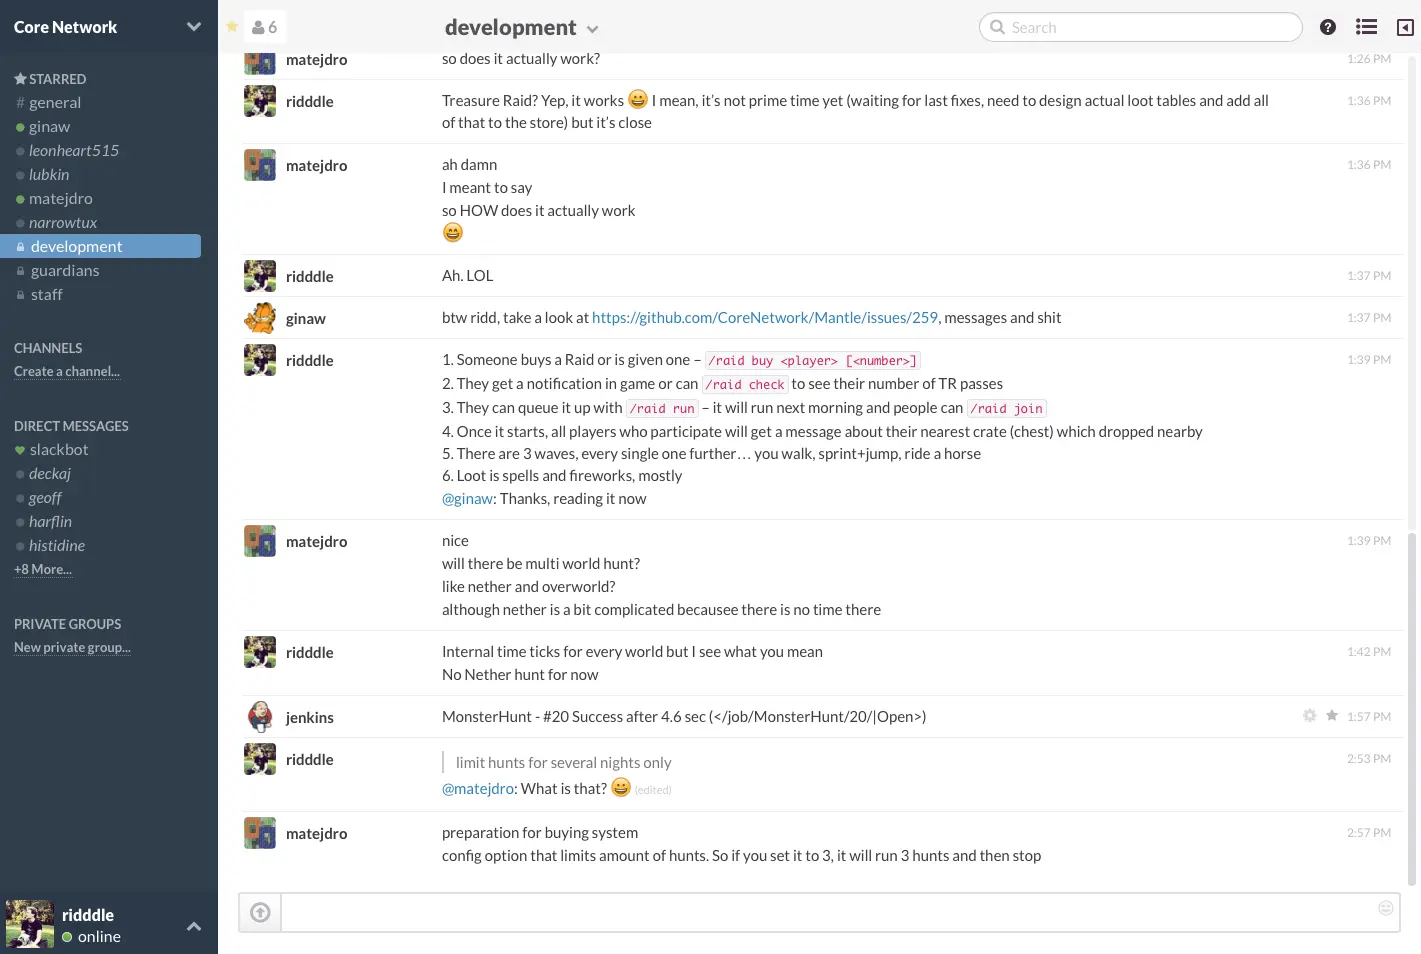 Core Network
STARRED
# general
ginaw
leonheart515
lubkin
matejdro
narrowtux
development
guardians
staff
CHANNELS
Create a channel...
DIRECT MESSAGES
slackbot
deckaj
geoff
harflin
histidine
+8 More...
PRIVATE GROUPS
New private group...
ridddle
online
6
development
Search
?
matejdro so does it actually work? 1:26 PM
ridddle Treasure Raid? Yep, it works 😀 I mean, it’s not prime time yet (waiting for last fixes, need to design actual loot tables and add all 1:36 PM
of that to the store) but it’s close
matejdro ah damn 1:36 PM
I meant to say
so HOW does it actually work
😄
ridddle Ah. LOL 1:37 PM
ginaw btw ridd, take a look at https://github.com/CoreNetwork/Mantle/issues/259, messages and shit 1:37 PM
ridddle 1. Someone buys a Raid or is given one – /raid buy <player> [<number>] 1:39 PM
2. They get a notification in game or can /raid check to see their number of TR passes
3. They can queue it up with /raid run – it will run next morning and people can /raid join
4. Once it starts, all players who participate will get a message about their nearest crate (chest) which dropped nearby
5. There are 3 waves, every single one further… you walk, sprint+jump, ride a horse
6. Loot is spells and fireworks, mostly
@ginaw: Thanks, reading it now
matejdro nice 1:39 PM
will there be multi world hunt?
like nether and overworld?
although nether is a bit complicated becausee there is no time there
ridddle Internal time ticks for every world but I see what you mean 1:42 PM
No Nether hunt for now
jenkins MonsterHunt - #20 Success after 4.6 sec (</job/MonsterHunt/20/|Open>) 1:57 PM
ridddle limit hunts for several nights only 2:53 PM
@matejdro: What is that? 😀 (edited)
matejdro preparation for buying system 2:57 PM
config option that limits amount of hunts. So if you set it to 3, it will run 3 hunts and then stop